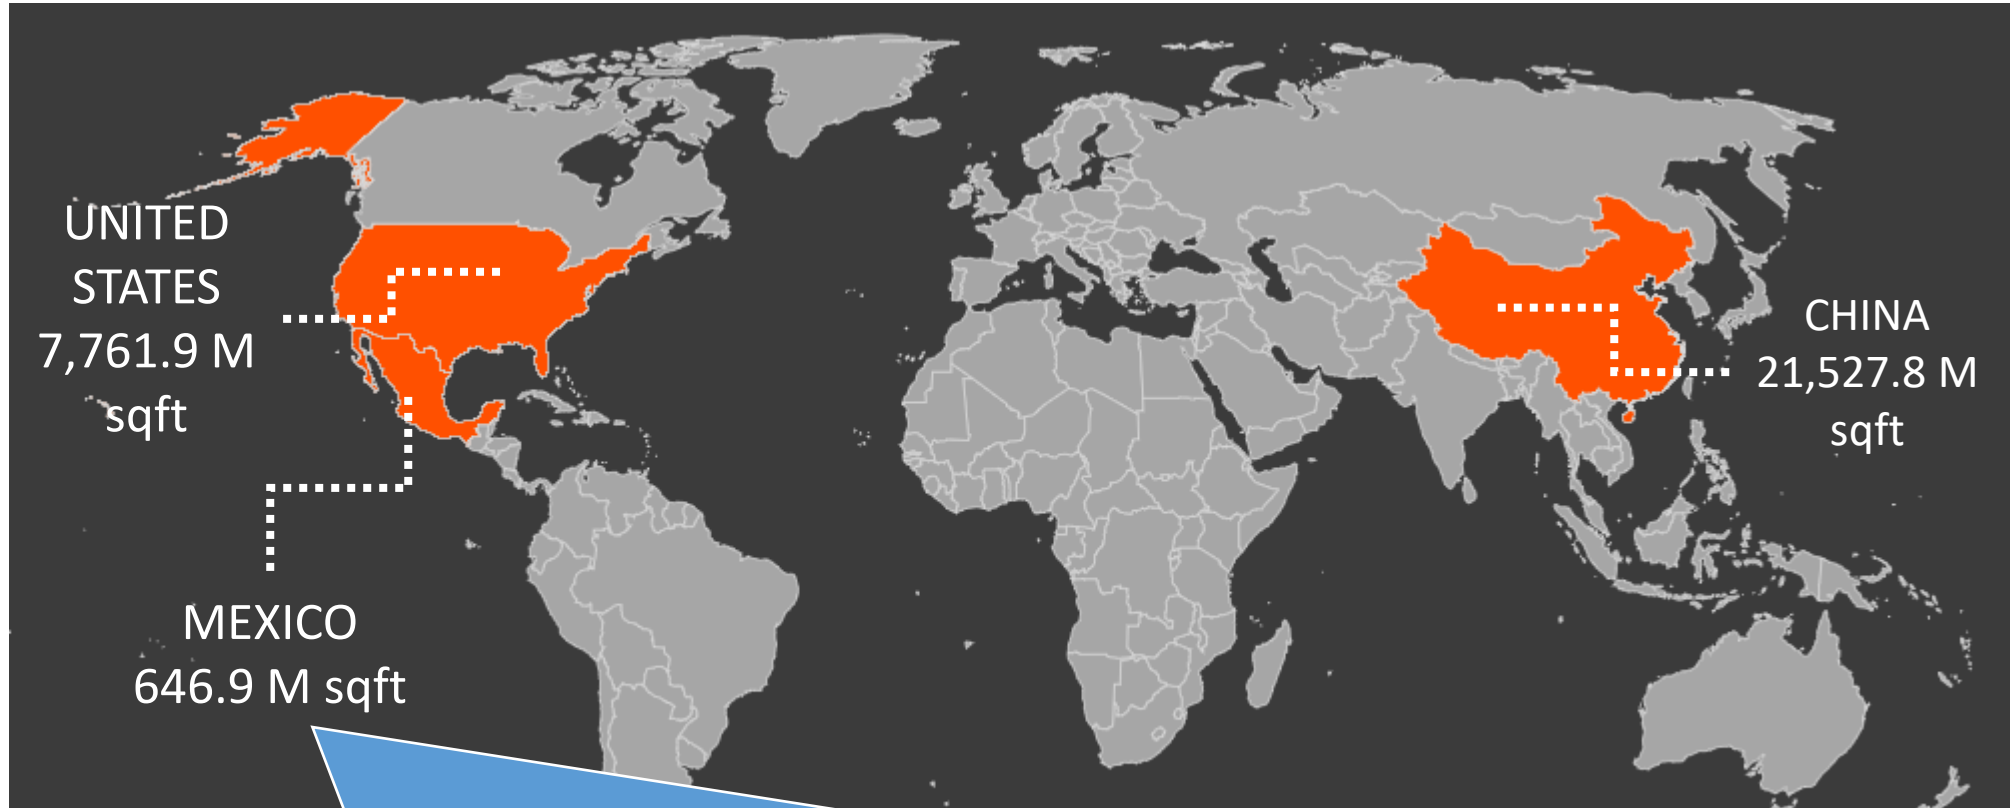 UNITED
STATES
7,761.9 M
sqft
MEXICO
646.9 M sqft
CHINA
21,527.8 M
sqft